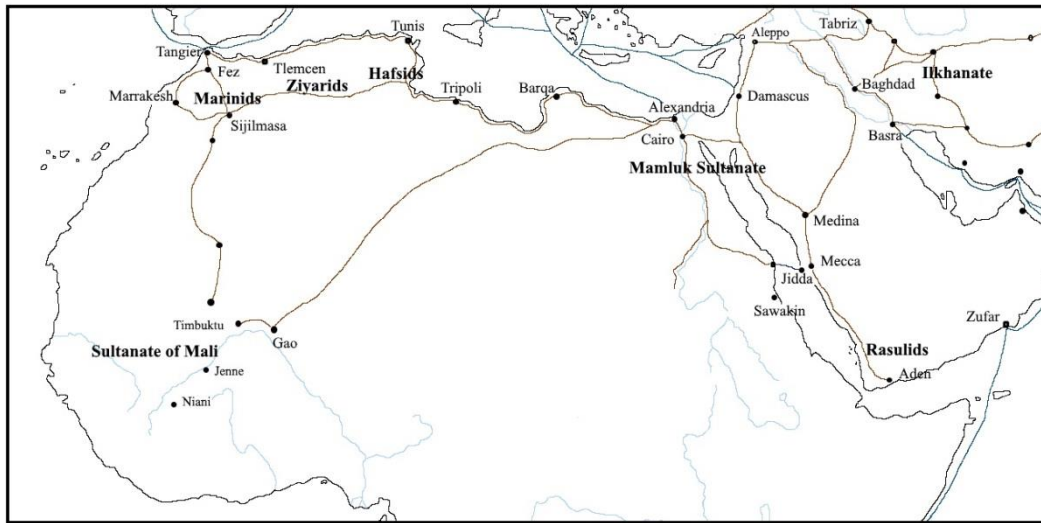 Tunis
Tabriz
Tangier
Aleppo
Fez
Tlemcen
Hafsids
Ilkhanate
Ziyarids
Baghdad
Marrakesh
Marinids
Tripoli
Barqa
Damascus
Alexandria
Sijilmasa
Cairo
Basra
Mamluk Sultanate
Medina
Mecca
Jidda
Sawakin
Zufar
Timbuktu
Gao
Sultanate of Mali
Rasulids
Jenne
Aden
Niani